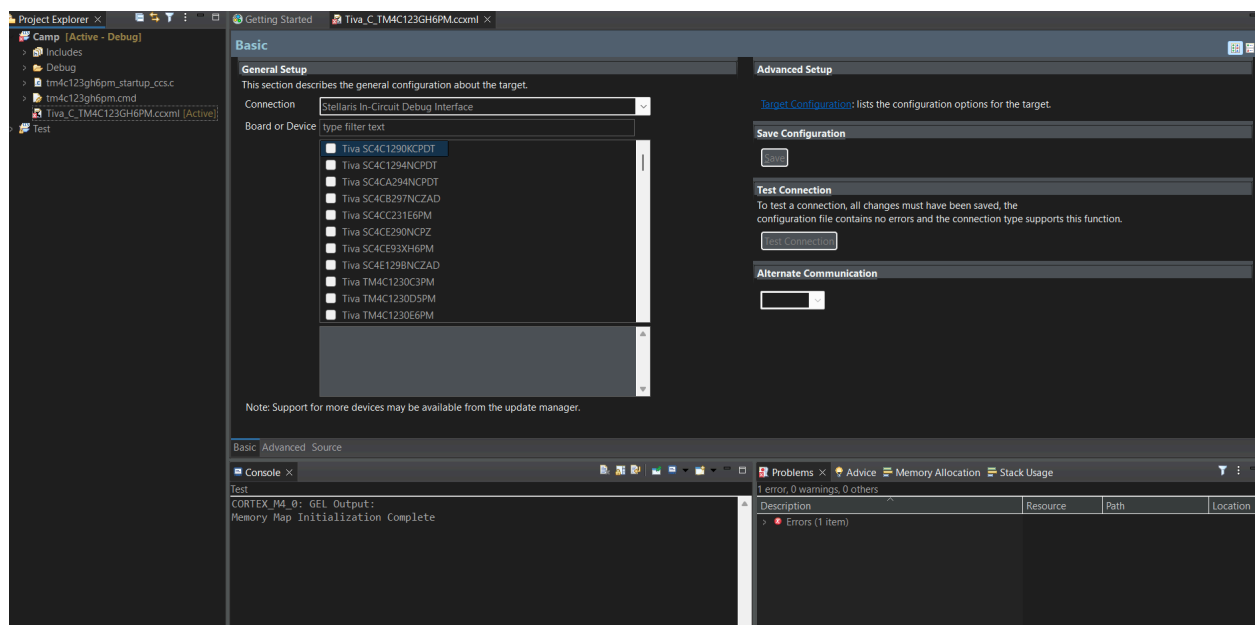 Project Explorer
Camp [Active - Debug]
Includes
Debug
tm4c123gh6pm_startup_ccs.c
tm4c123gh6pm.cmd
Tiva_C_TM4C123GH6PM.ccxml [Active]
Test
Getting Started
Tiva_C_TM4C123GH6PM.ccxml
Basic
General Setup
This section describes the general configuration about the target.
Connection
Stellaris In-Circuit Debug Interface
Board or Device
type filter text
Tiva SC4C1290KCPDT
Tiva SC4C1294NCPDT
Tiva SC4CA294NCPDT
Tiva SC4CB297NCZAD
Tiva SC4CC231E6PM
Tiva SC4CE290NCPZ
Tiva SC4CE93XH6PM
Tiva SC4E129BNCZAD
Tiva TM4C1230C3PM
Tiva TM4C1230D5PM
Tiva TM4C1230E6PM
Note: Support for more devices may be available from the update manager.
Advanced Setup
Target Configuration: lists the configuration options for the target.
Save Configuration
Save
Test Connection
To test a connection, all changes must have been saved, the
configuration file contains no errors and the connection type supports this function.
Test Connection
Alternate Communication
Basic Advanced Source
Console
Test
CORTEX_M4_0: GEL Output:
Memory Map Initialization Complete
Problems Advice Memory Allocation Stack Usage
1 error, 0 warnings, 0 others
Description Resource Path Location
Errors (1 item)